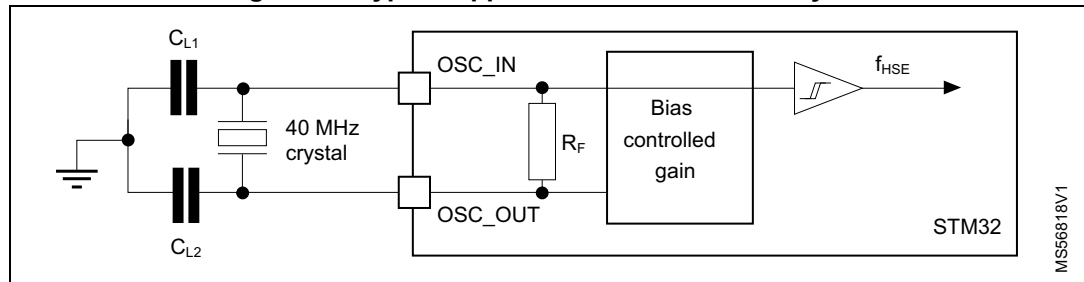 C_L1
OSC_IN
f_HSE
40 MHz
crystal
R_F
Bias
controlled
gain
OSC_OUT
C_L2
STM32
MS56818V1